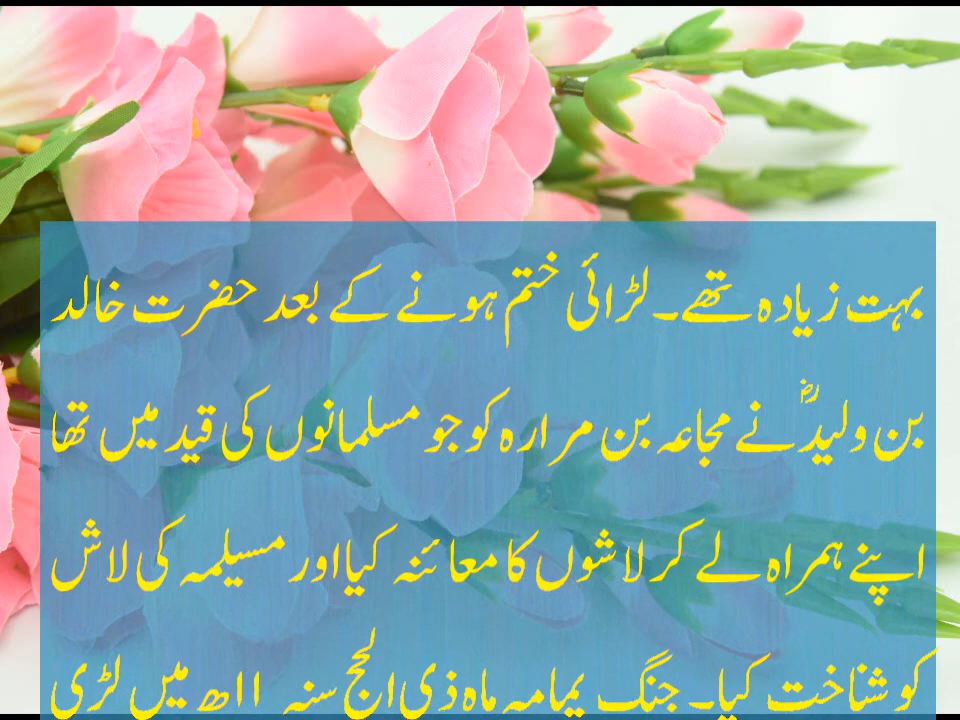 بہت زیادہ تھے۔ لڑائی ختم ہونے کے بعد حضرت خالد
بن ولیدؓ نے مجاعہ بن مرارہ کو جو مسلمانوں کی قید میں تھا
اپنے ہمراہ لے کر لاشوں کا معائنہ کیا اور مسیلمہ کی لاش
کو شناخت کیا۔ جنگ یمامہ ماہ ذی الحج سنہ ۱۱ھ میں لڑی